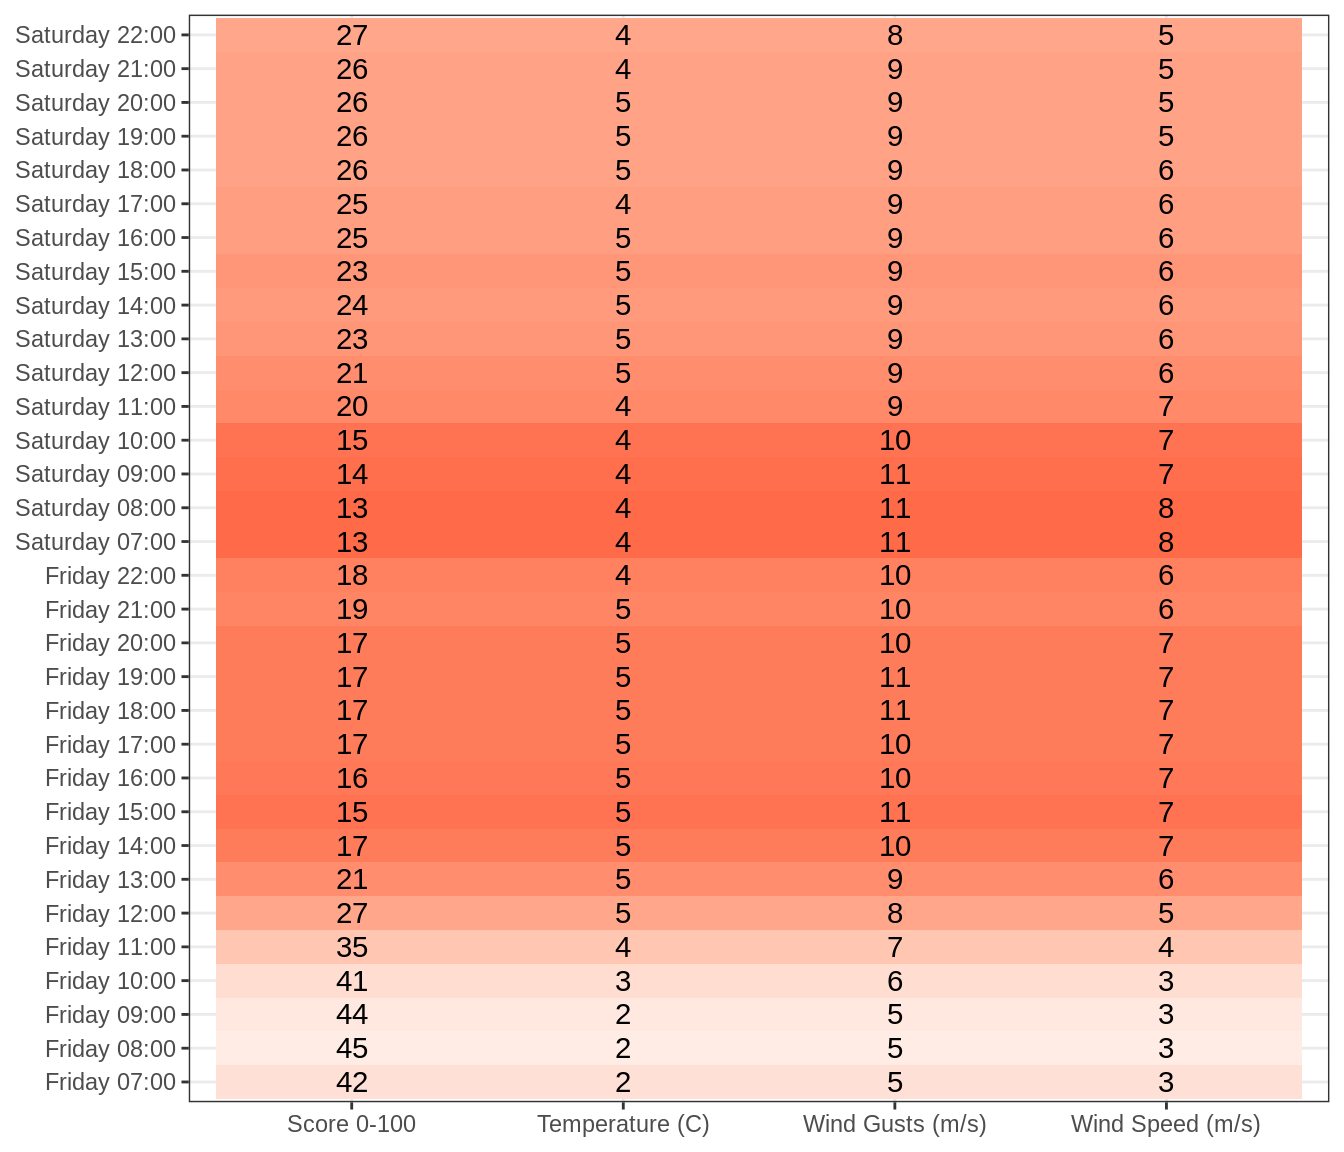 Saturday 22:00 27 4 8 5
Saturday 21:00 26 4 9 5
Saturday 20:00 26 5 9 5
Saturday 19:00 26 5 9 5
Saturday 18:00 26 5 9 6
Saturday 17:00 25 4 9 6
Saturday 16:00 25 5 9 6
Saturday 15:00 23 5 9 6
Saturday 14:00 24 5 9 6
Saturday 13:00 23 5 9 6
Saturday 12:00 21 5 9 6
Saturday 11:00 20 4 9 7
Saturday 10:00 15 4 10 7
Saturday 09:00 14 4 11 7
Saturday 08:00 13 4 11 8
Saturday 07:00 13 4 11 8
Friday 22:00 18 4 10 6
Friday 21:00 19 5 10 6
Friday 20:00 17 5 10 7
Friday 19:00 17 5 11 7
Friday 18:00 17 5 11 7
Friday 17:00 17 5 10 7
Friday 16:00 16 5 10 7
Friday 15:00 15 5 11 7
Friday 14:00 17 5 10 7
Friday 13:00 21 5 9 6
Friday 12:00 27 5 8 5
Friday 11:00 35 4 7 4
Friday 10:00 41 3 6 3
Friday 09:00 44 2 5 3
Friday 08:00 45 2 5 3
Friday 07:00 42 2 5 3
Score 0-100 Temperature (C) Wind Gusts (m/s) Wind Speed (m/s)